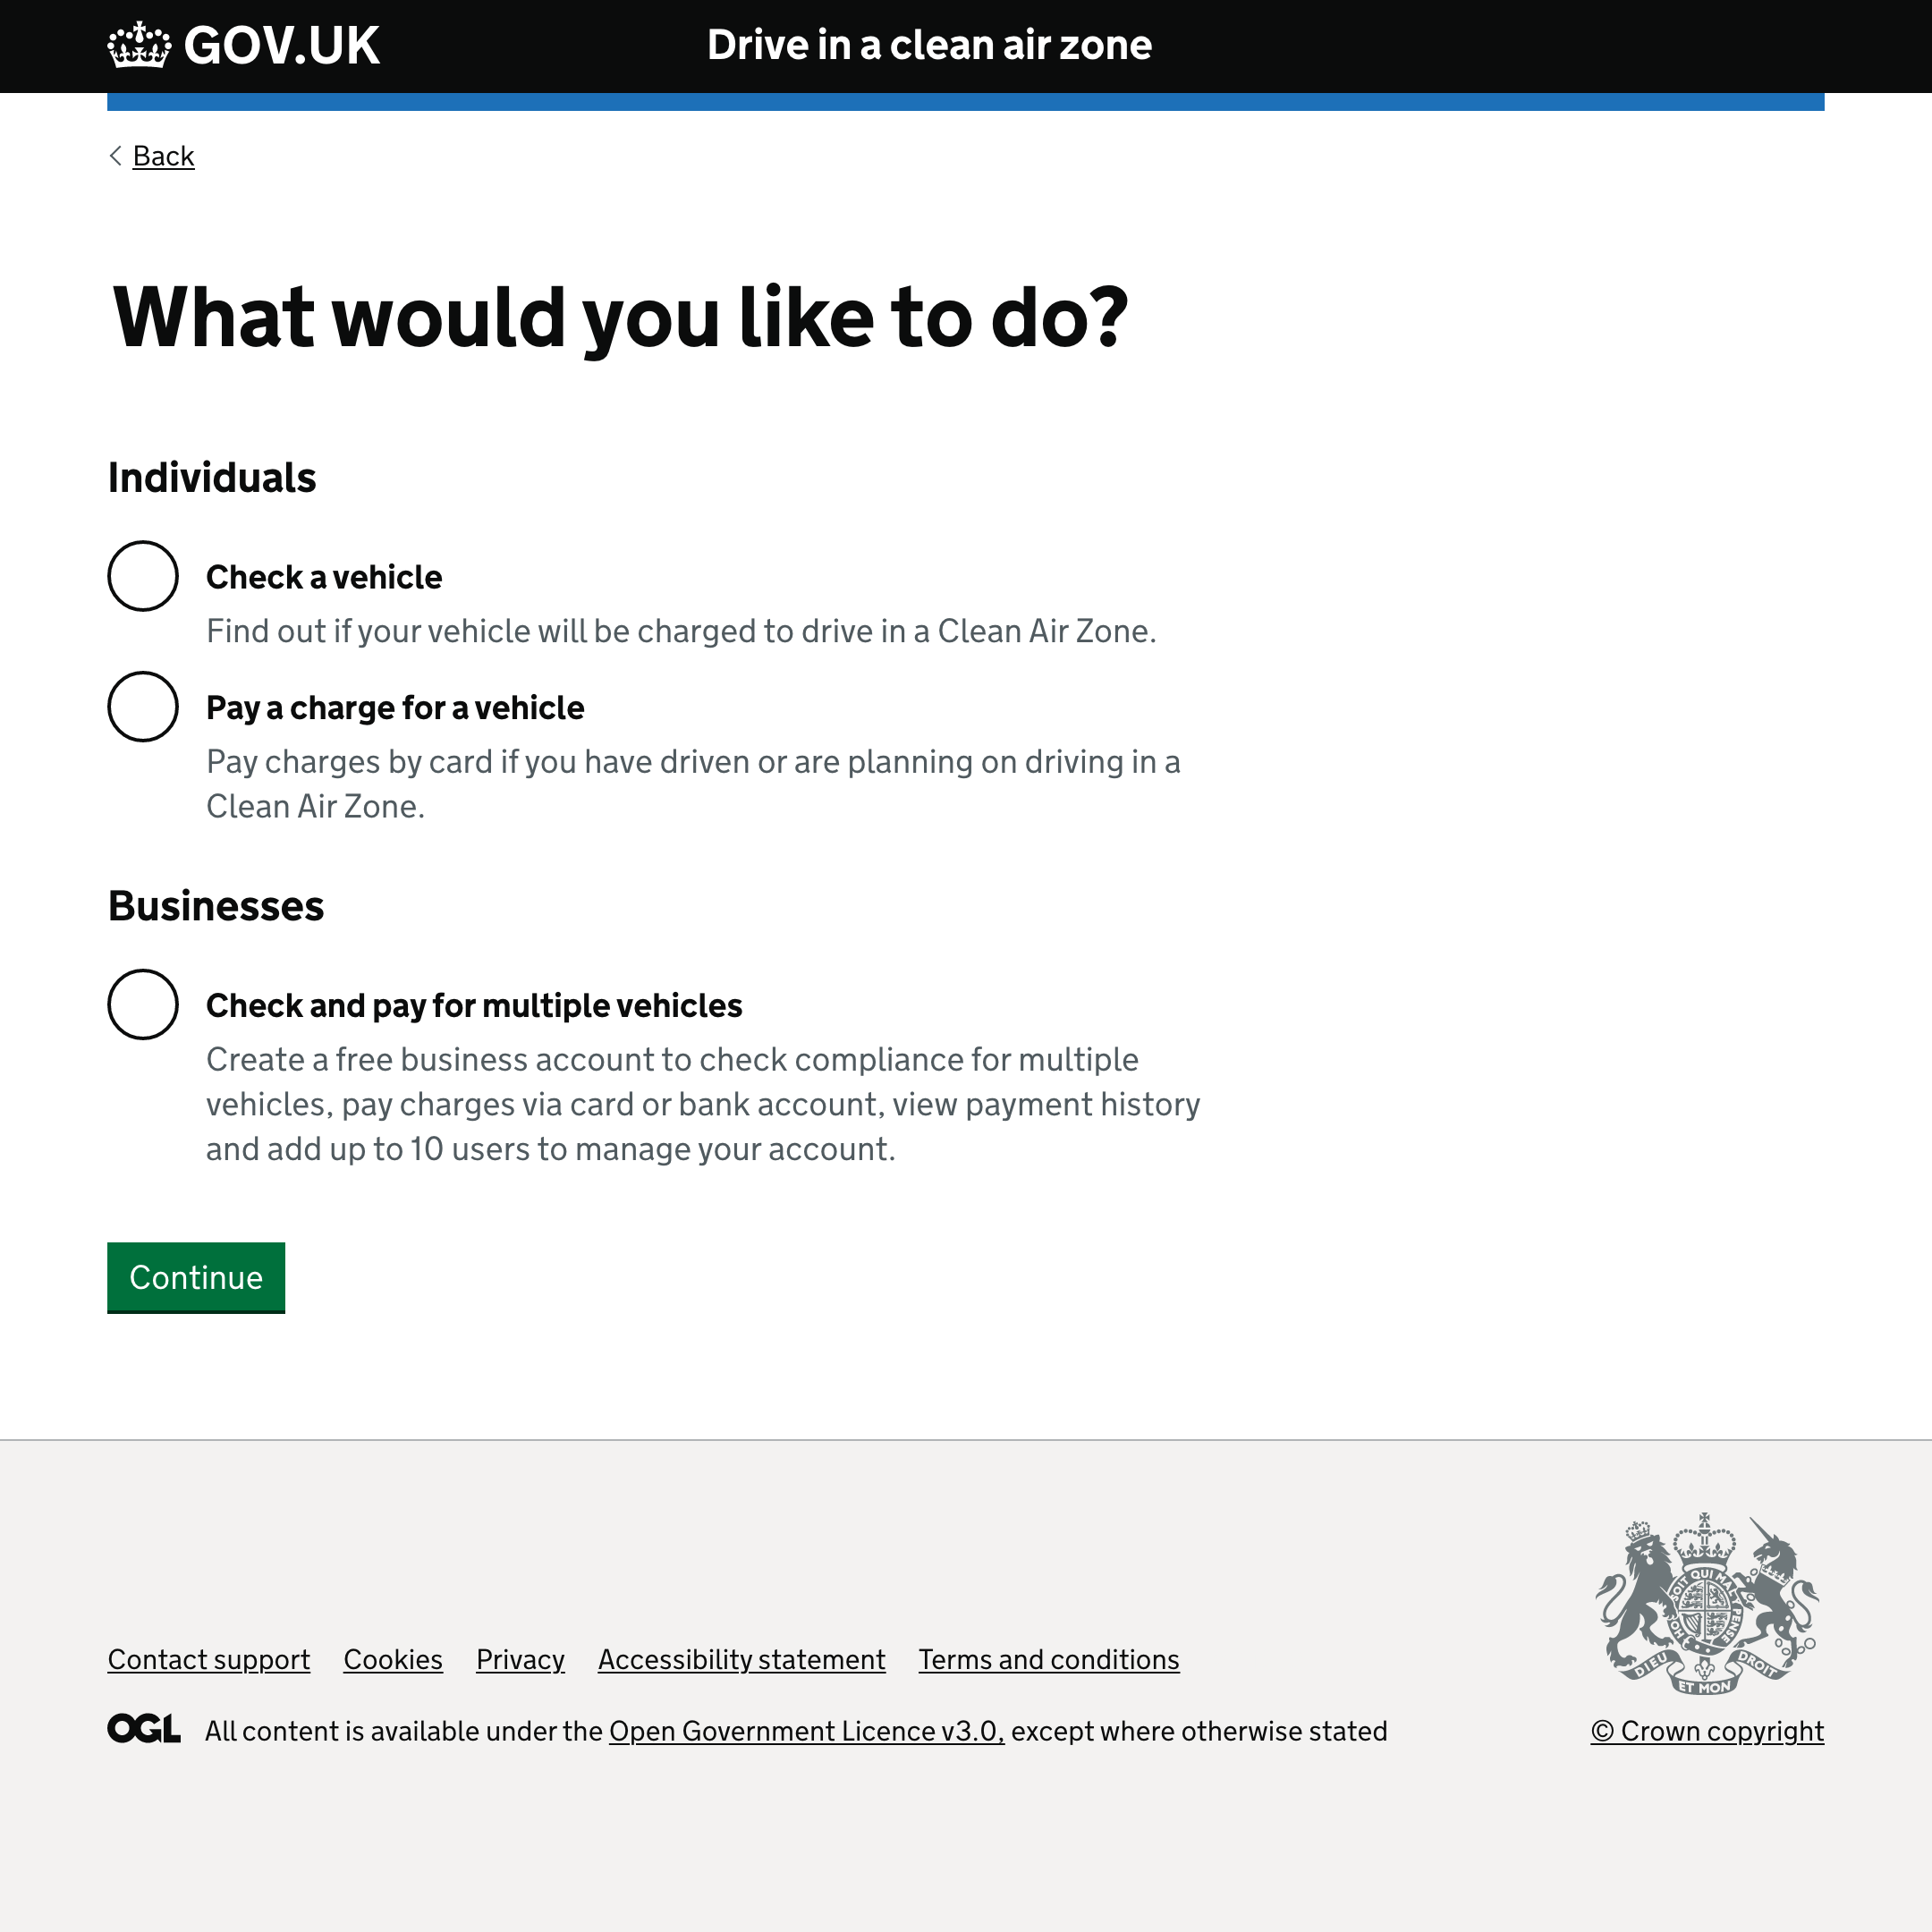 GOV.UK
Drive in a clean air zone
Back
What would you like to do?
Individuals
Check a vehicle
Find out if your vehicle will be charged to drive in a Clean Air Zone.
Pay a charge for a vehicle
Pay charges by card if you have driven or are planning on driving in a
Clean Air Zone.
Businesses
Check and pay for multiple vehicles
Create a free business account to check compliance for multiple
vehicles, pay charges via card or bank account, view payment history
and add up to 10 users to manage your account.
Continue
SOIT QUI MAL
PENSE
HO
DIEU
ET MON
DROIT
Contact support
Cookies
Privacy
Accessibility statement
Terms and conditions
OGL
All content is available under the Open Government Licence v3.0, except where otherwise stated
© Crown copyright